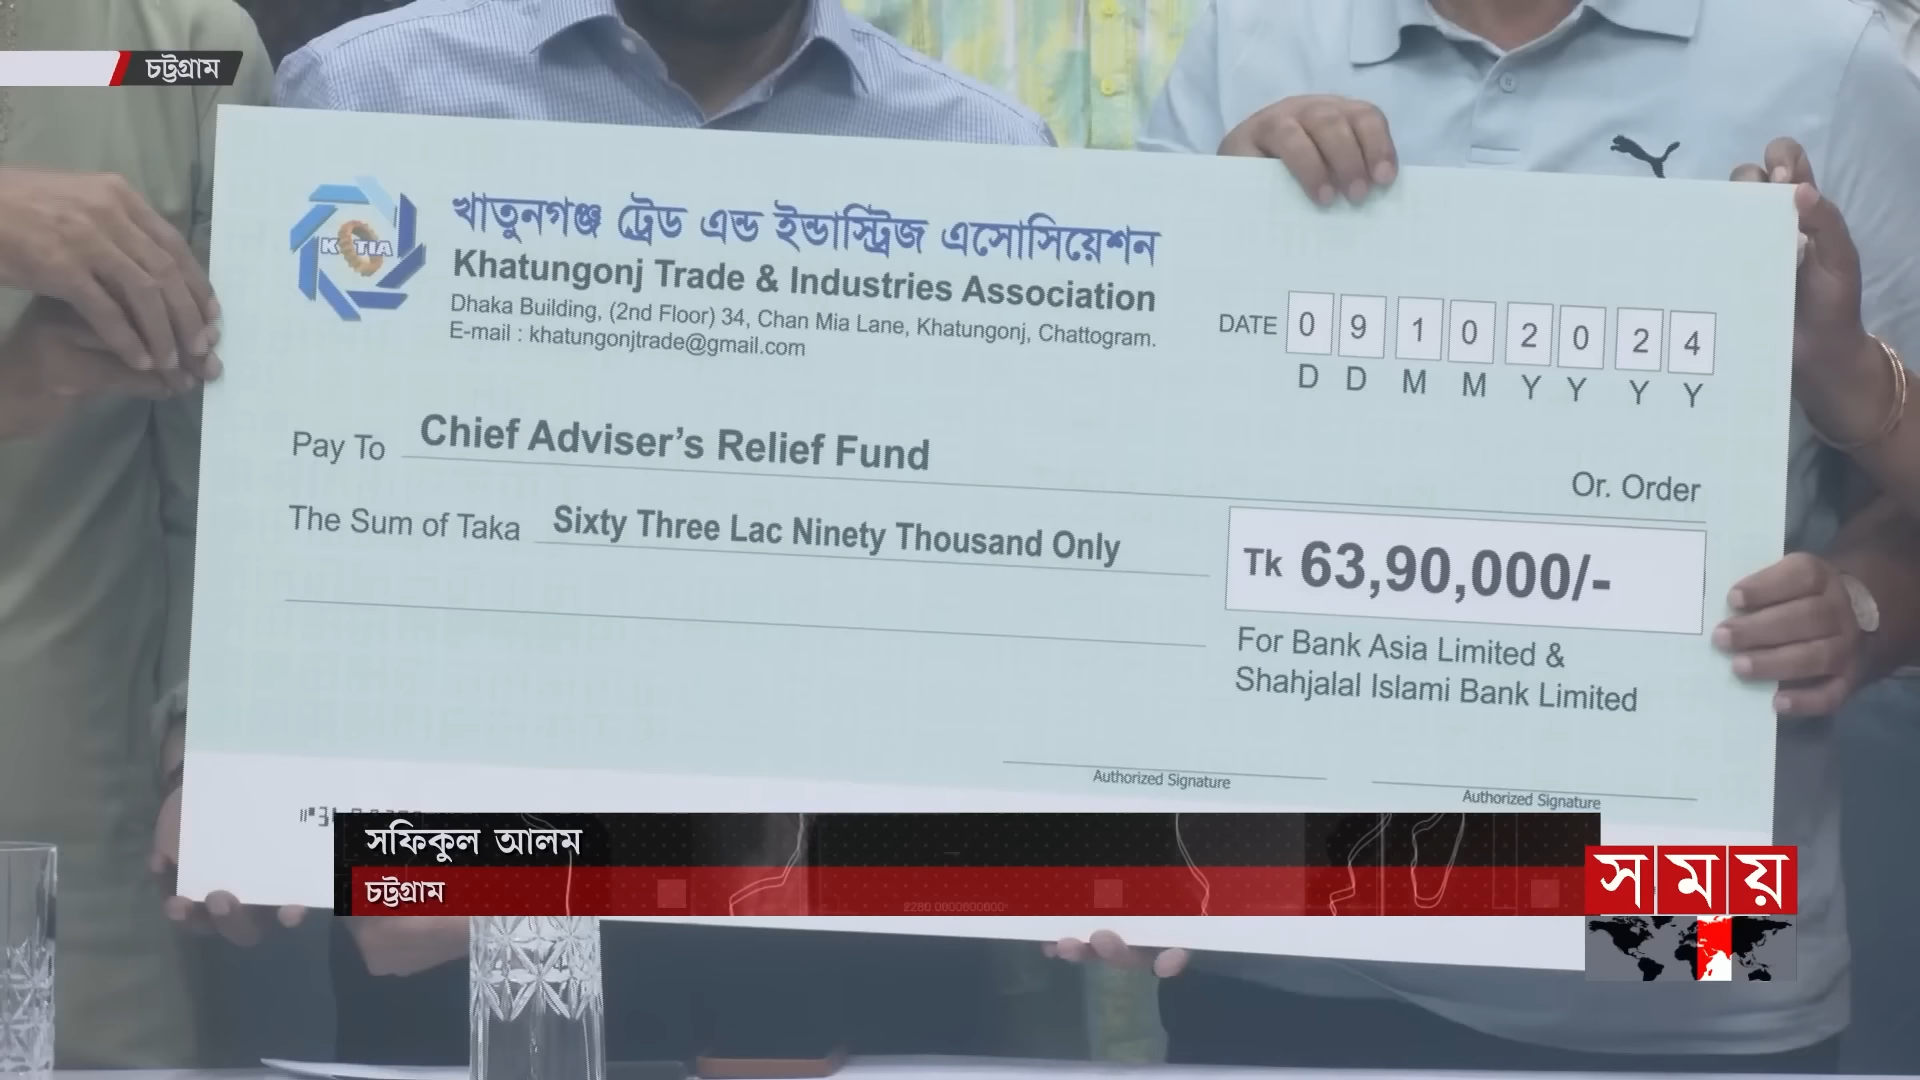 চট্টগ্রাম
KTIA
খাতুনগঞ্জ ট্রেড এন্ড ইন্ডাস্ট্রিজ এসোসিয়েশন
Khatungonj Trade & Industries Association
Dhaka Building, (2nd Floor) 34, Chan Mia Lane, Khatungonj, Chattogram.
E-mail : khatungonjtrade@gmail.com
DATE 0 9 1 0 2 0 2 4
D D M M Y Y Y Y
Pay To Chief Adviser's Relief Fund
Or. Order
The Sum of Taka Sixty Three Lac Ninety Thousand Only
Tk 63,90,000/-
For Bank Asia Limited &
Shahjalal Islami Bank Limited
Authorized Signature
Authorized Signature
সফিকুল আলম
চট্টগ্রাম
সময়